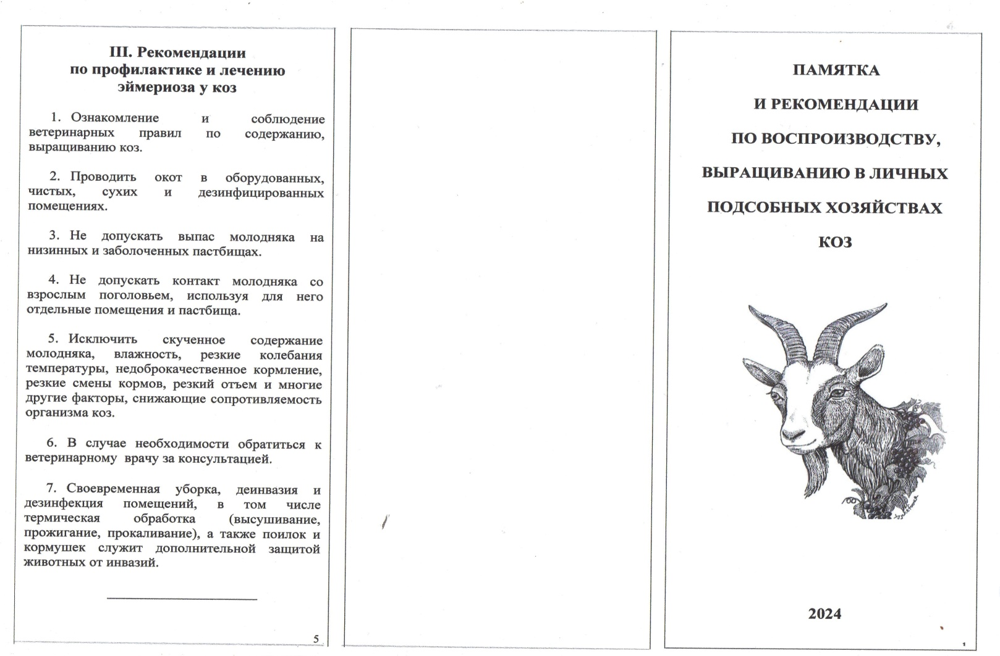 III. Рекомендации
по профилактике и лечению
эймериоза у коз
1. Ознакомление и соблюдение
ветеринарных правил по содержанию,
выращиванию коз.
2. Проводить окот в оборудованных,
чистых, сухих и дезинфицированных
помещениях.
3. Не допускать выпас молодняка на
низинных и заболоченных пастбищах.
4. Не допускать контакт молодняка со
взрослым поголовьем, используя для него
отдельные помещения и пастбища.
5. Исключить скученное содержание
молодняка, влажность, резкие колебания
температуры, недоброкачественное кормление,
резкие смены кормов, резкий отъем и многие
другие факторы, снижающие сопротивляемость
организма коз.
6. В случае необходимости обратиться к
ветеринарному врачу за консультацией.
7. Своевременная уборка, деинвазия и
дезинфекция помещений, в том числе
термическая обработка (высушивание,
прожигание, прокаливание), а также поилок и
кормушек служит дополнительной защитой
животных от инвазий.
5
ПАМЯТКА
И РЕКОМЕНДАЦИИ
ПО ВОСПРОИЗВОДСТВУ,
ВЫРАЩИВАНИЮ В ЛИЧНЫХ
ПОДСОБНЫХ ХОЗЯЙСТВАХ
КОЗ
2024
1